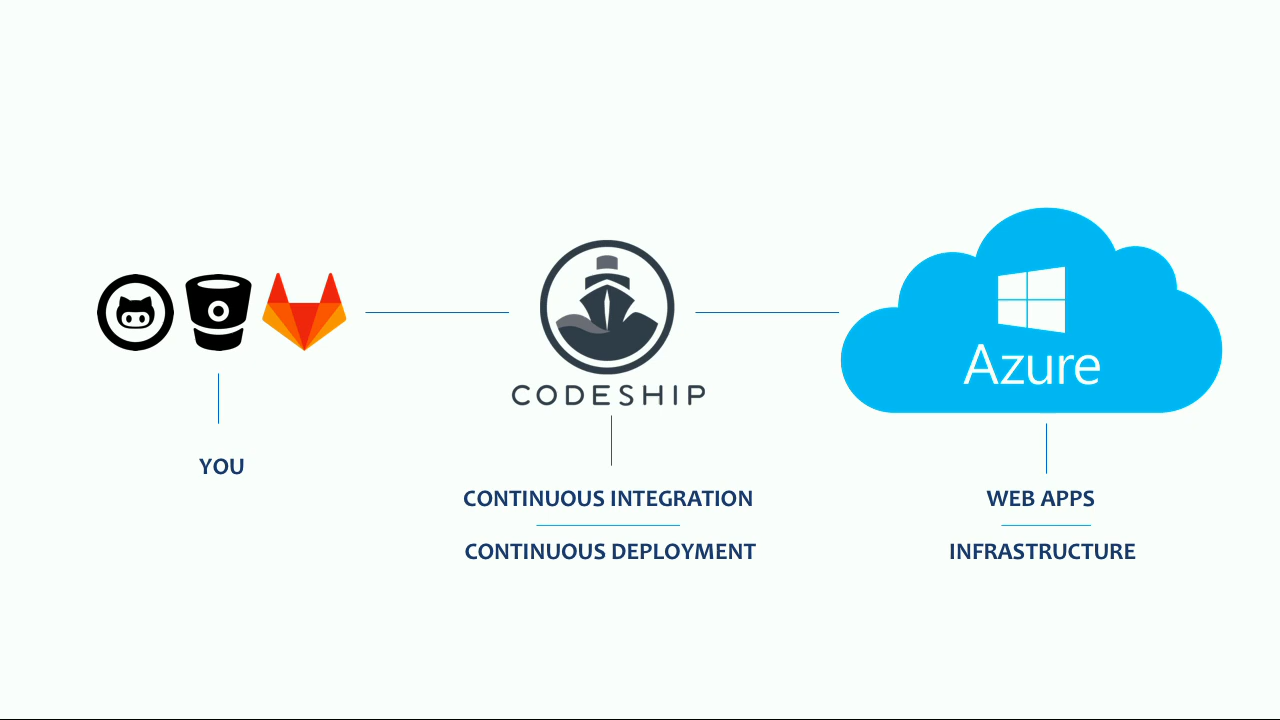 CODESHIP
Azure
YOU
CONTINUOUS INTEGRATION
CONTINUOUS DEPLOYMENT
WEB APPS
INFRASTRUCTURE